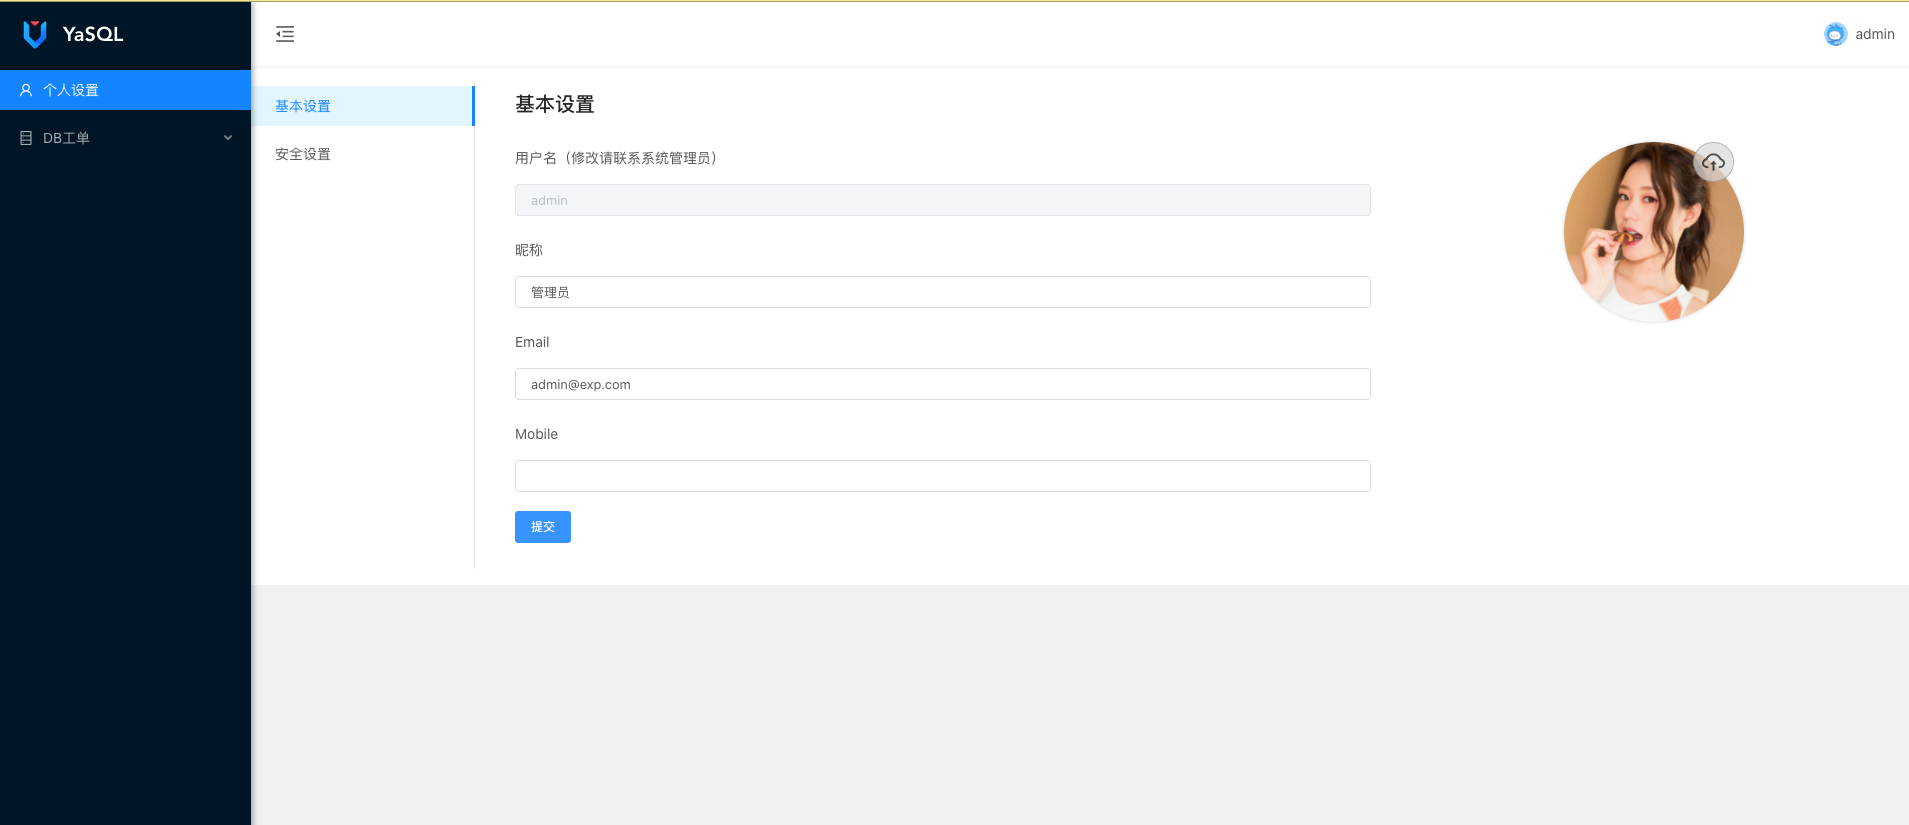 YaSQL
admin
个人设置
DB工单
基本设置
安全设置
基本设置
用户名（修改请联系系统管理员）
admin
昵称
管理员
Email
admin@exp.com
Mobile
提交